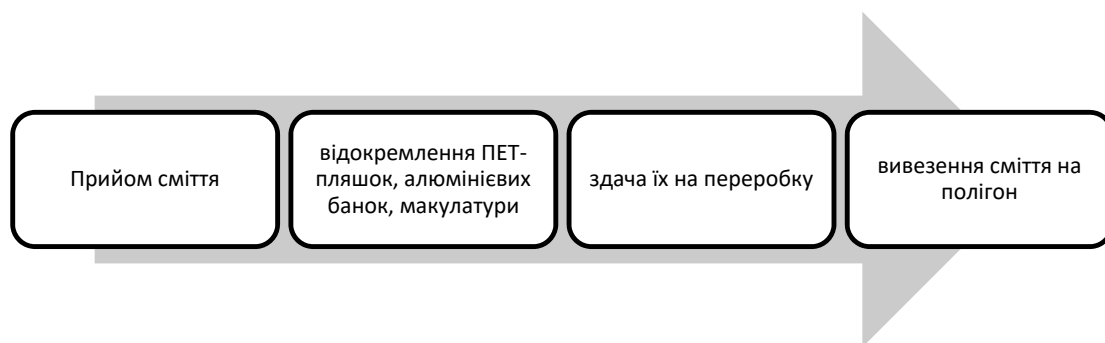 Прийом сміття
відокремлення ПЕТ-
пляшок, алюмінієвих
банок, макулатури
здача їх на переробку
вивезення сміття на
полігон